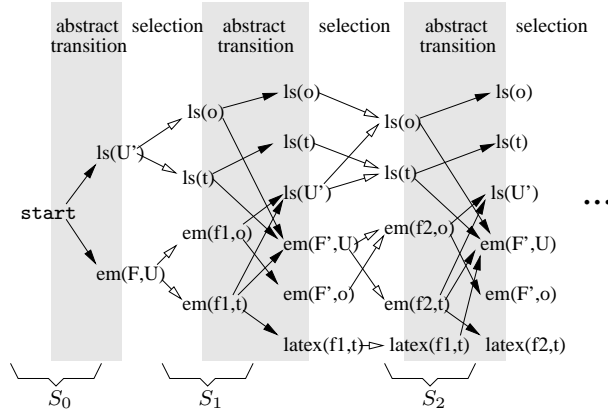 abstract transition
selection
abstract transition
selection
abstract transition
selection
start
ls(U')
em(F,U)
ls(o)
ls(t)
em(f1,o)
em(f1,t)
ls(o)
ls(t)
ls(U')
em(F',U)
em(F',o)
latex(f1,t)
ls(o)
ls(t)
em(f2,o)
em(f2,t)
latex(f1,t)
ls(o)
ls(t)
ls(U')
em(F',U)
em(F',o)
latex(f2,t)
...
S0
S1
S2